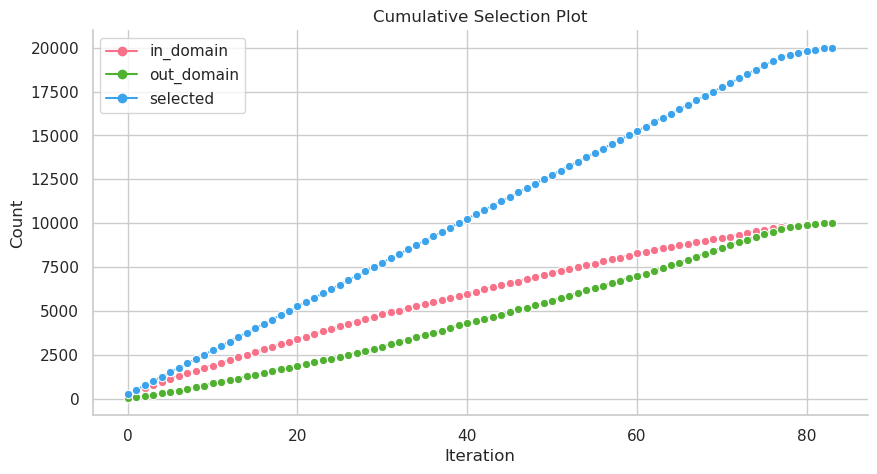 Cumulative Selection Plot
in_domain
out_domain
selected
20000
17500
15000
12500
10000
7500
5000
2500
0
Count
0 20 40 60 80
Iteration